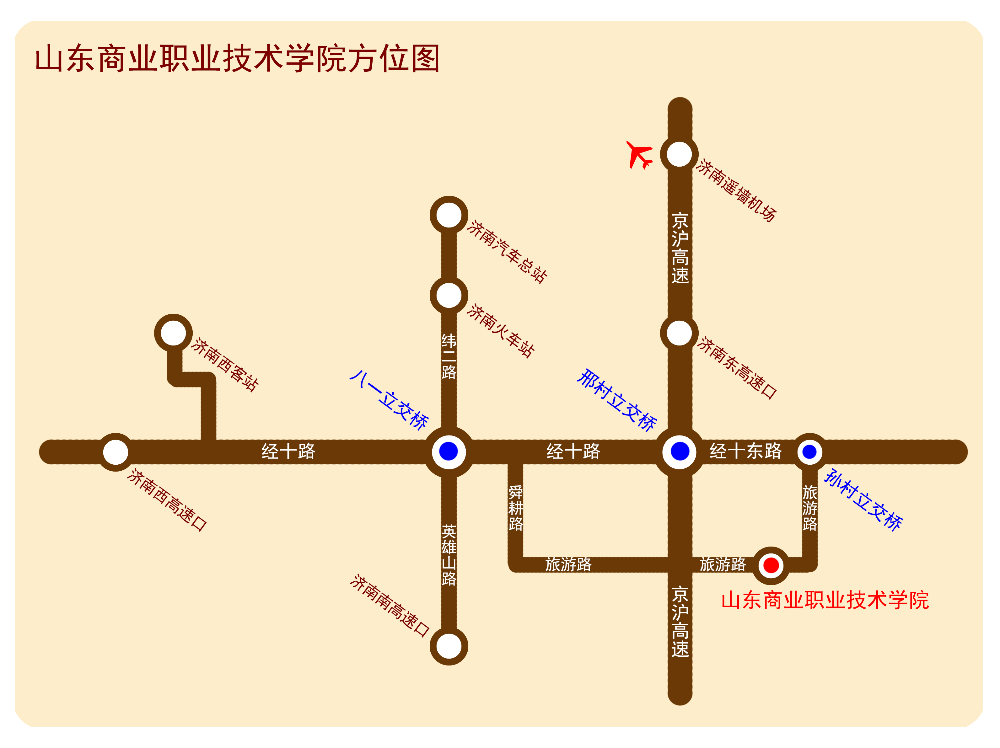 山东商业职业技术学院方位图
济南遥墙机场
京沪高速
济南汽车总站
济南火车站
纬二路
济南西客站
济南东高速口
八一立交桥
邢村立交桥
经十路
经十路
经十东路
济南西高速口
舜耕路
旅游路
孙村立交桥
英雄山路
旅游路
旅游路
济南南高速口
京沪高速
山东商业职业技术学院